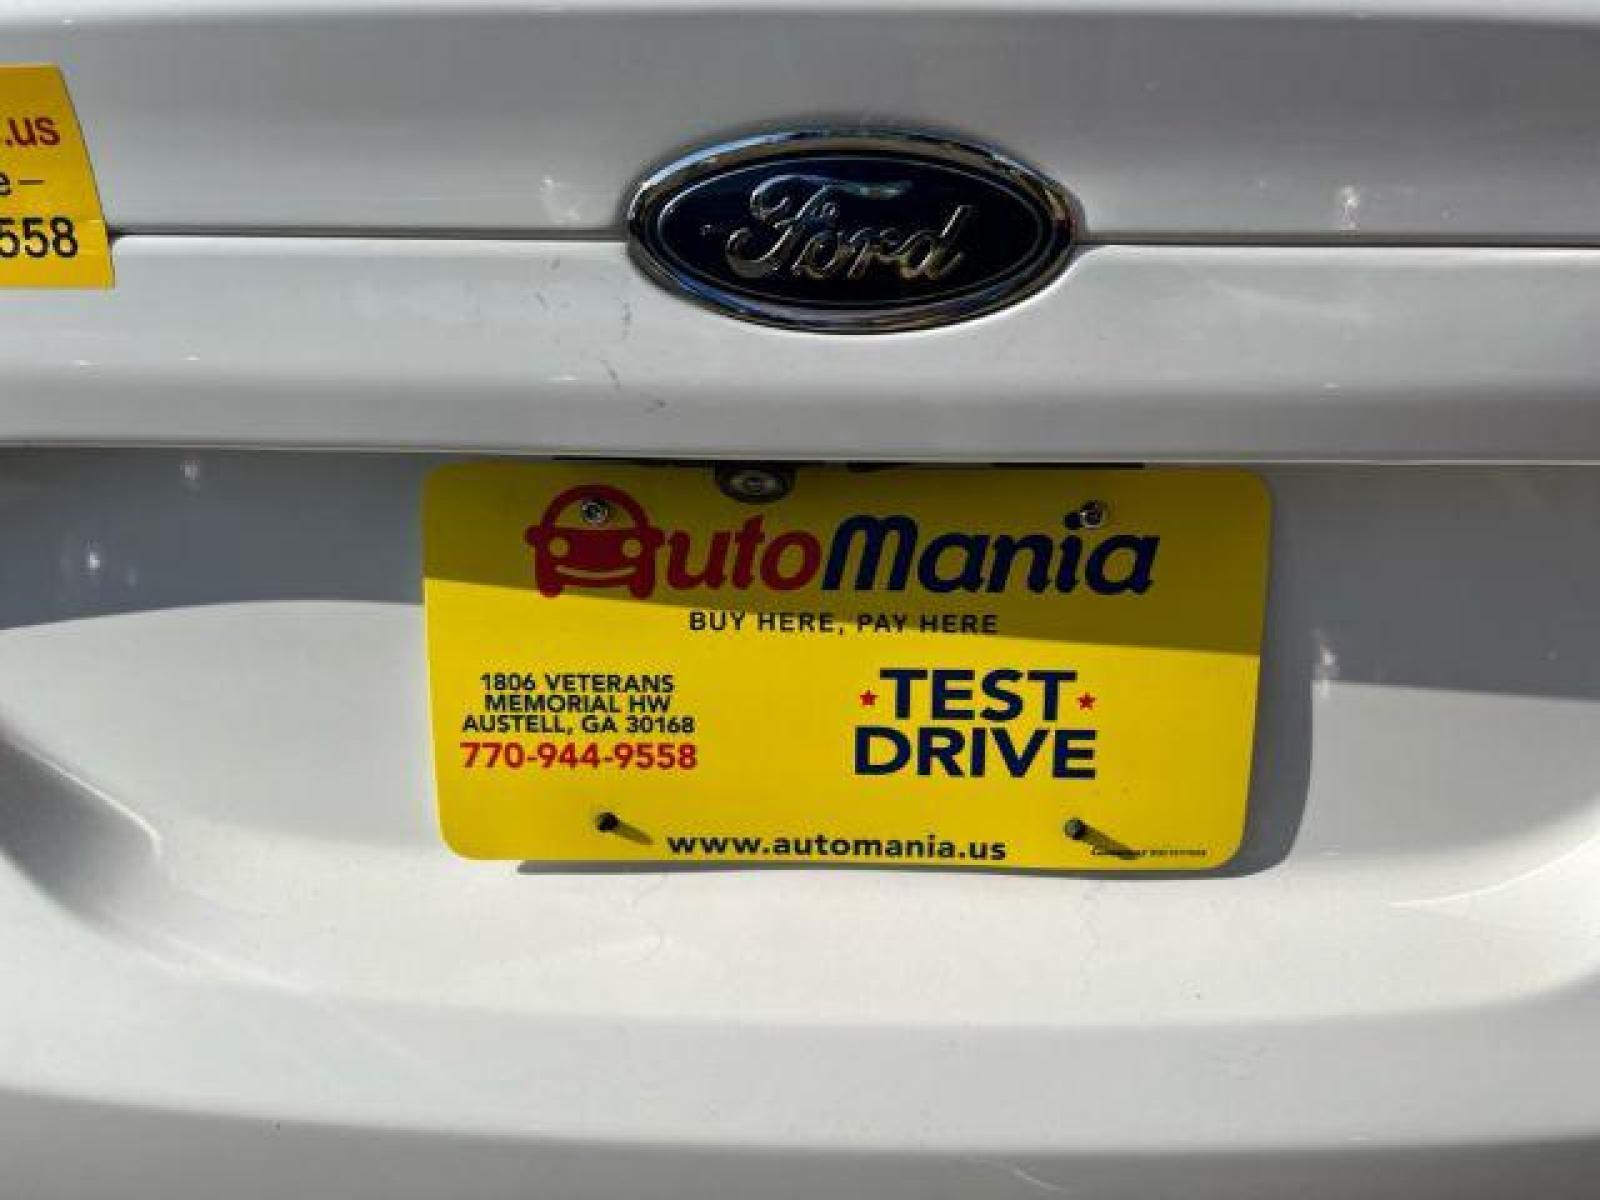 .us
e–
558
Ford
AutoMania
BUY HERE, PAY HERE
1806 VETERANS
MEMORIAL HW
AUSTELL, GA 30168
770-944-9558
TEST
DRIVE
www.automania.us